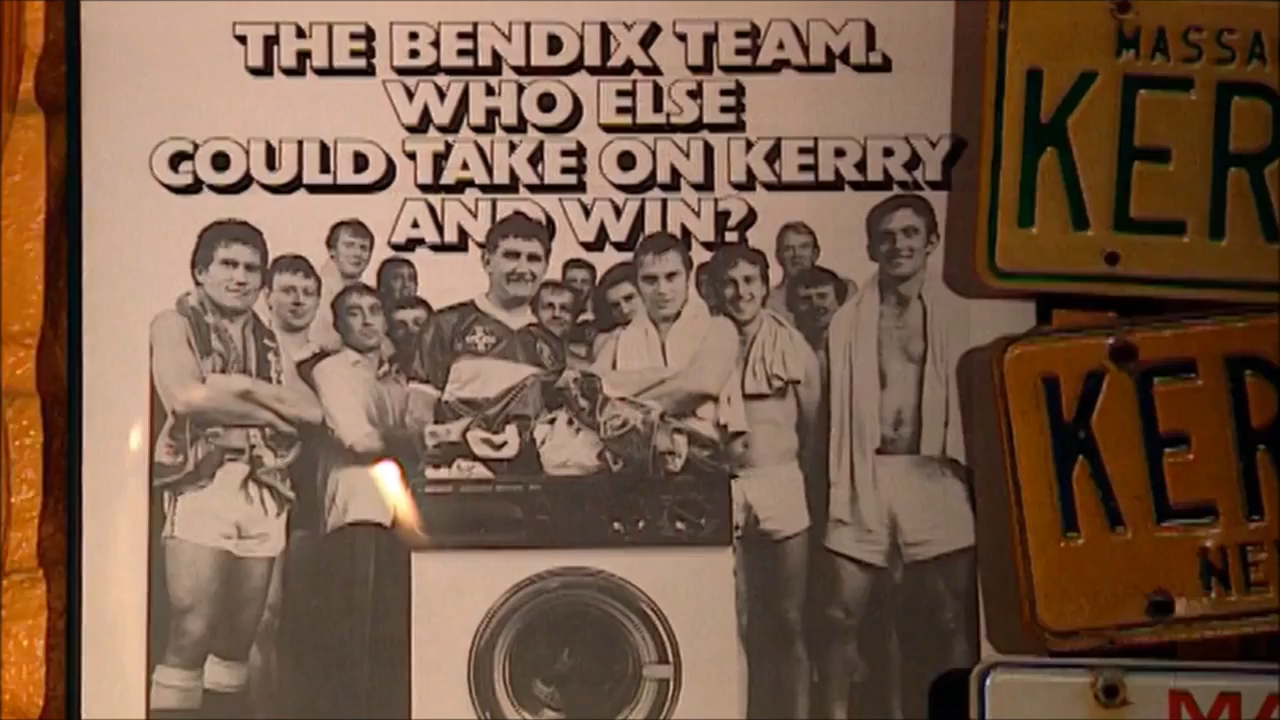 THE BENDIX TEAM.
WHO ELSE
COULD TAKE ON KERRY
AND WIN?
MASSA
KER
KER
NE
MA